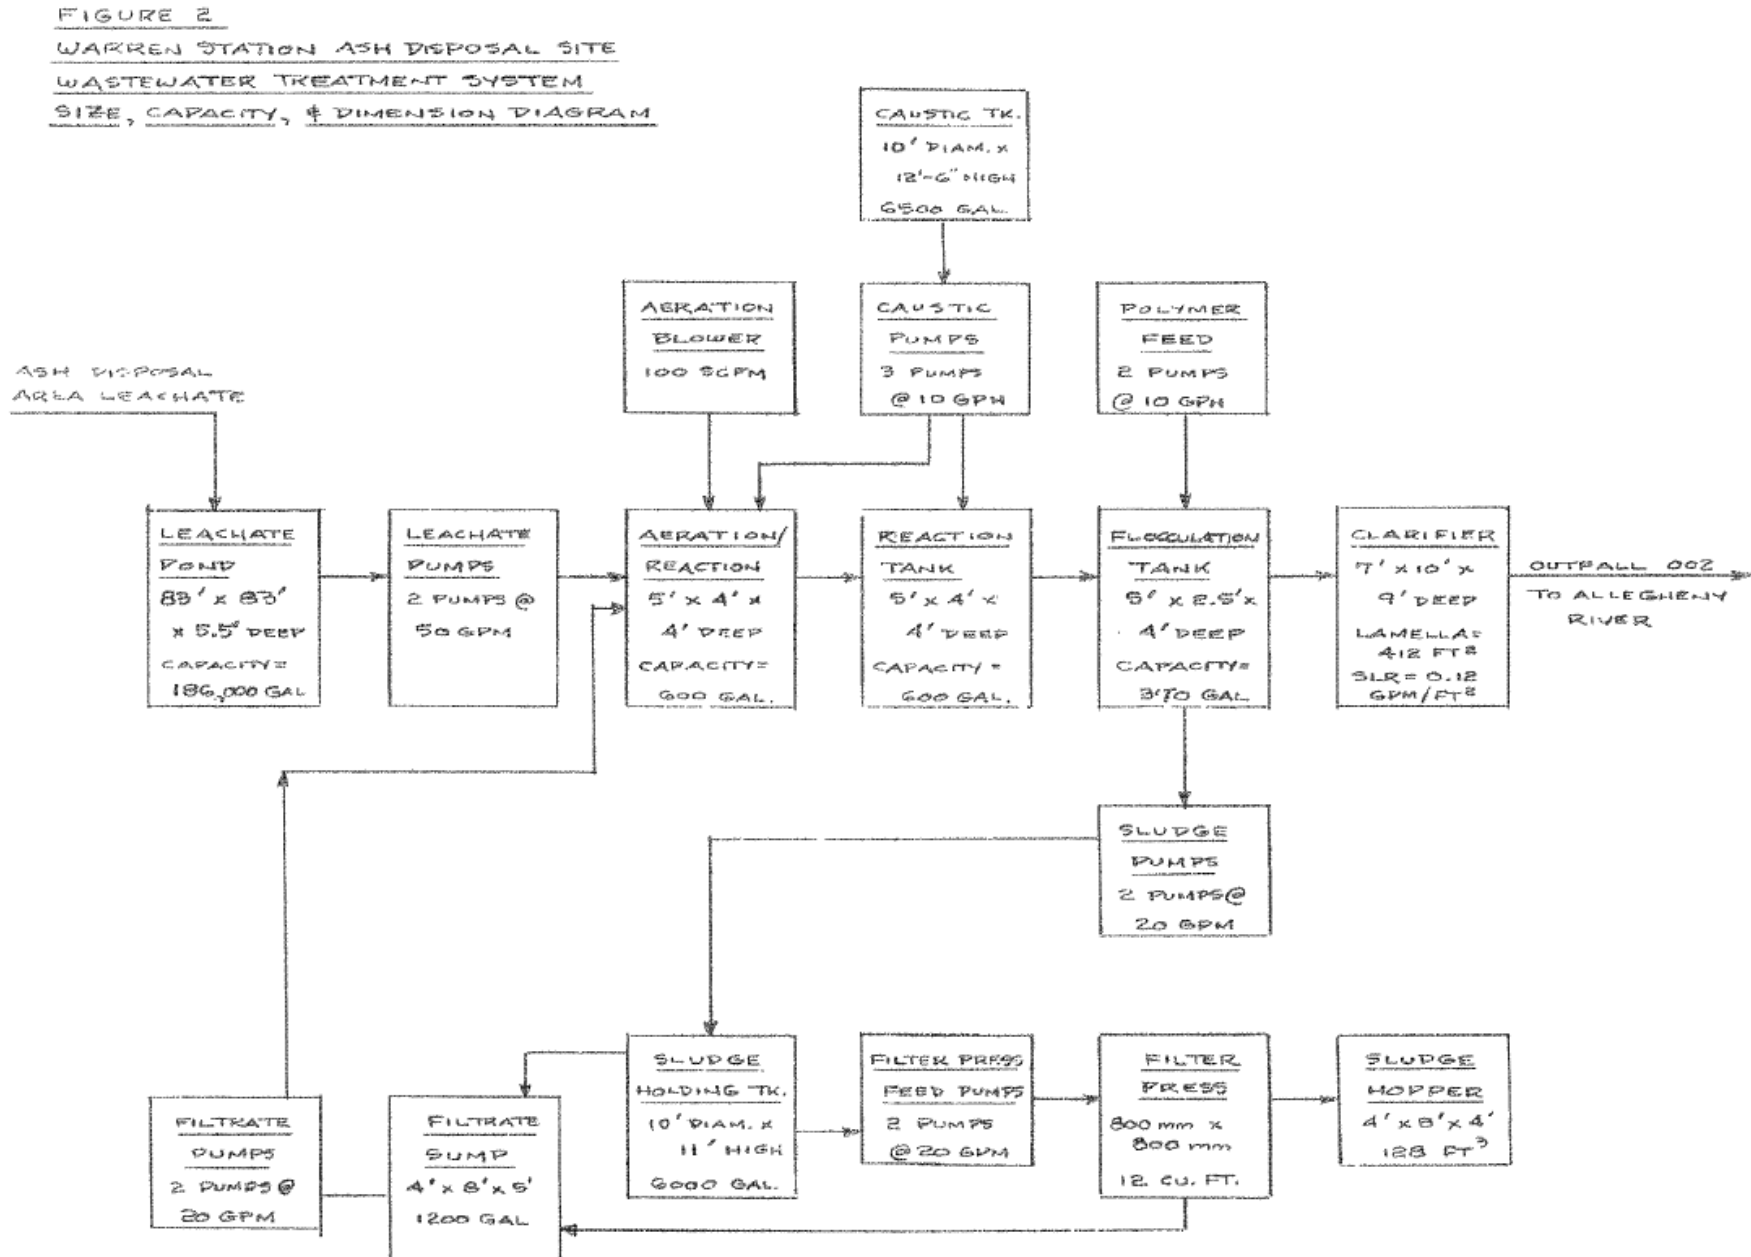 FIGURE 2
WARREN STATION ASH DISPOSAL SITE
WASTEWATER TREATMENT SYSTEM
SIZE, CAPACITY, & DIMENSION DIAGRAM
CAUSTIC TK.
10' DIAM. x
12'-6" HIGH
6500 GAL.
AERATION
BLOWER
100 SCFM
CAUSTIC
PUMPS
3 PUMPS
@ 10 GPH
POLYMER
FEED
2 PUMPS
@ 10 GPH
ASH DISPOSAL
AREA LEACHATE
LEACHATE
POND
83' x 83'
x 5.5' DEEP
CAPACITY=
186,000 GAL
LEACHATE
PUMPS
2 PUMPS @
50 GPM
AERATION/
REACTION
5' x 4' x
4' DEEP
CAPACITY=
600 GAL.
REACTION
TANK
5' x 4' x
4' DEEP
CAPACITY =
600 GAL.
FLOCCULATION
TANK
5' x 2.5' x
4' DEEP
CAPACITY=
370 GAL
CLARIFIER
7' x 10' x
9' DEEP
LAMELLA=
412 FT²
SLR = 0.12
GPM/FT²
OUTFALL 002
TO ALLEGHENY
RIVER
SLUDGE
PUMPS
2 PUMPS @
20 GPM
FILTRATE
PUMPS
2 PUMPS @
20 GPM
FILTRATE
SUMP
4' x 8' x 5'
1200 GAL
SLUDGE
HOLDING TK.
10' DIAM. x
11' HIGH
6000 GAL.
FILTER PRESS
FEED PUMPS
2 PUMPS
@ 20 GPM
FILTER
PRESS
800 mm x
800 mm
12 CU. FT.
SLUDGE
HOPPER
4' x 8' x 4'
128 FT³